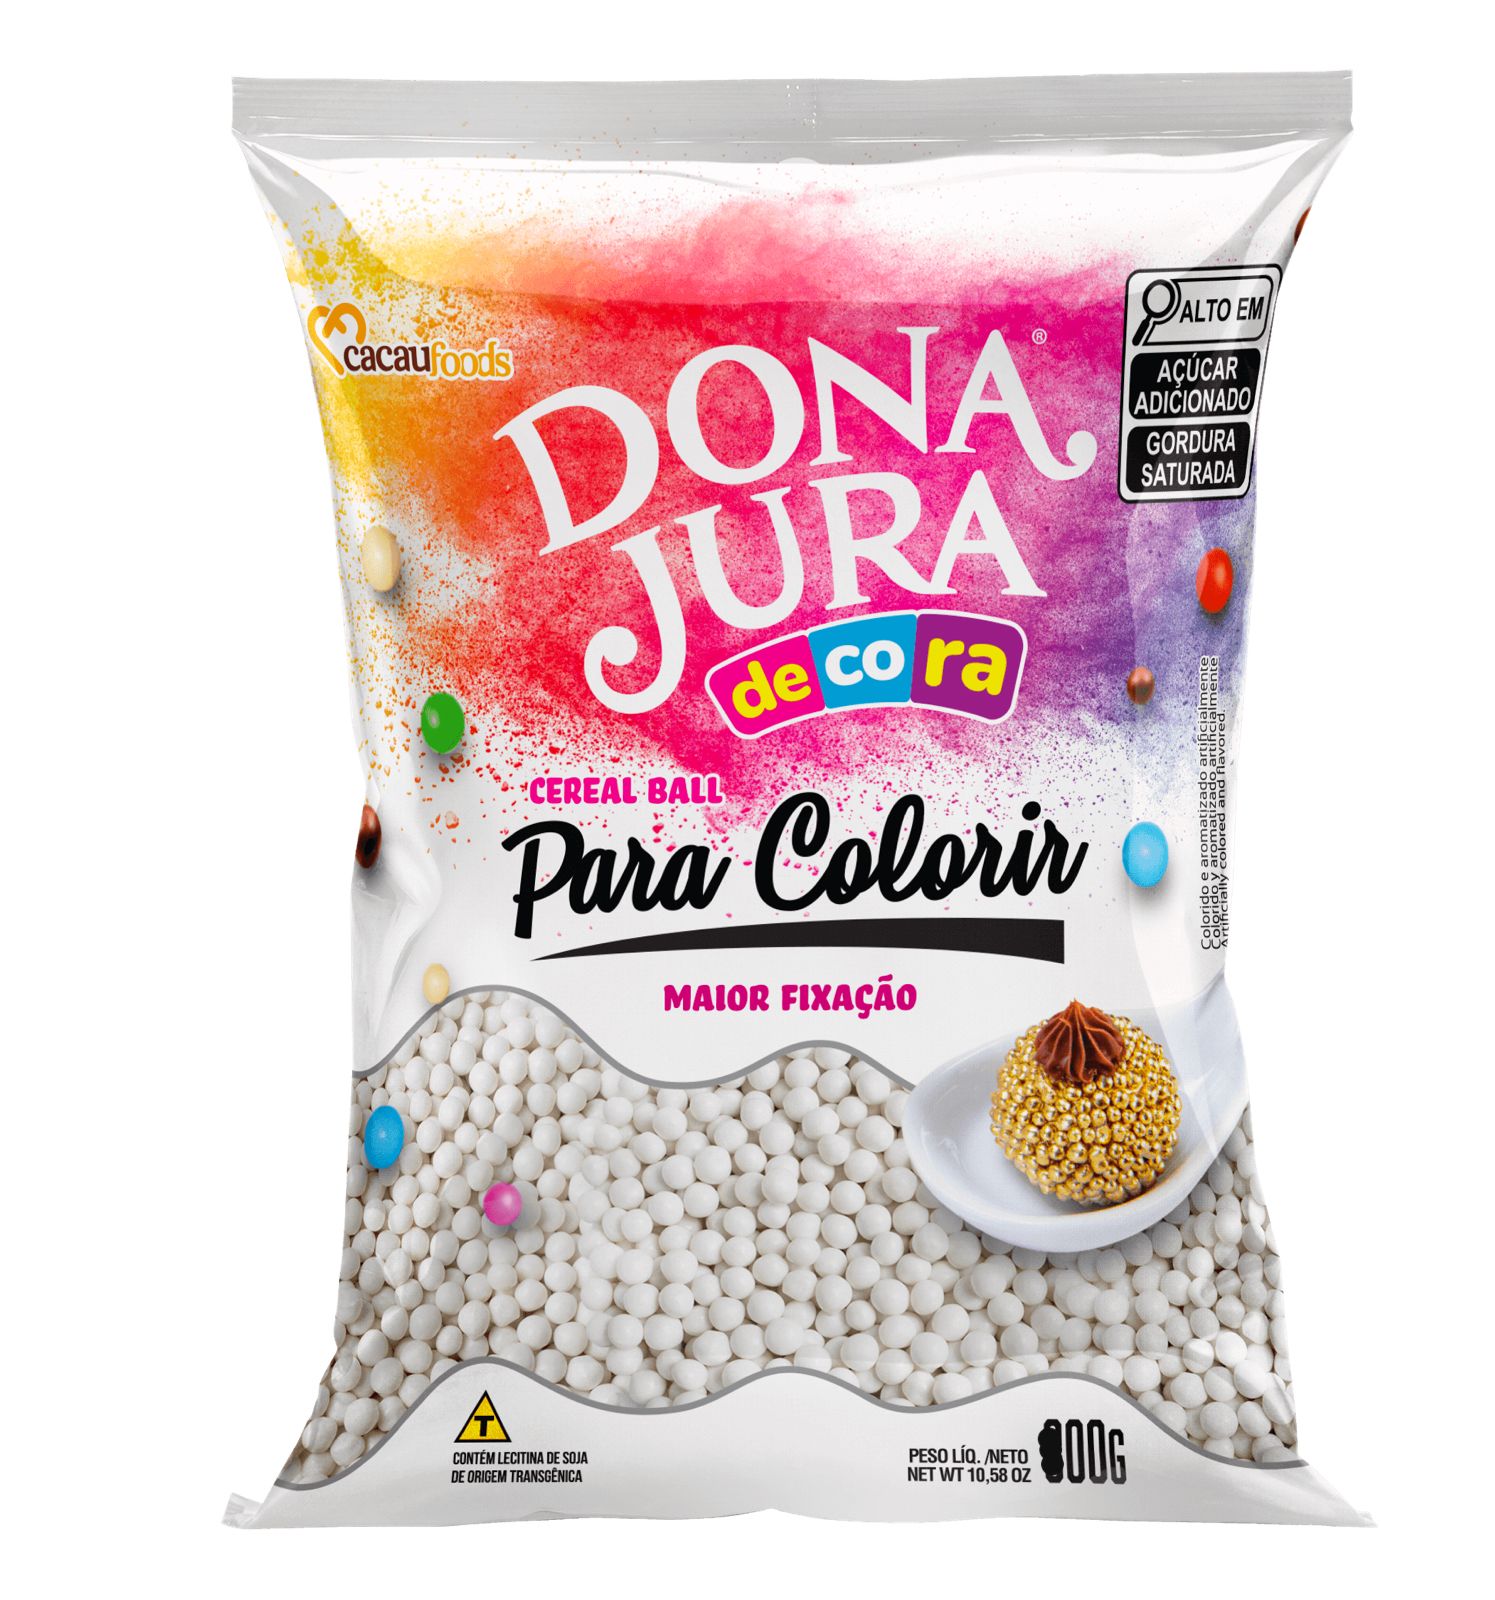 cacaufoods
DONA
JURA®
decora
ALTO EM
AÇÚCAR
ADICIONADO
GORDURA
SATURADA
Colorido e aromatizado artificialmente
Colorido y aromatizado artificialmente
Artificially colored and flavored.
CEREAL BALL
Para Colorir
MAIOR FIXAÇÃO
T
CONTÉM LECITINA DE SOJA
DE ORIGEM TRANSGÊNICA
PESO LÍQ. /NETO
NET WT 10,58 OZ